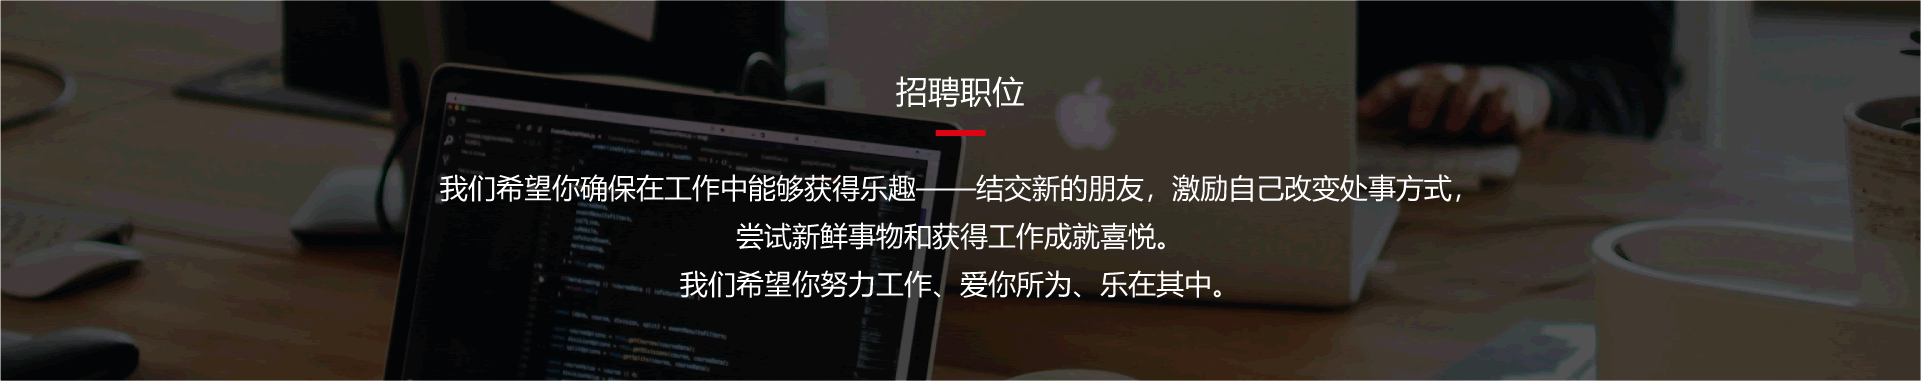 招聘职位
我们希望你确保在工作中能够获得乐趣——结交新的朋友，激励自己改变处事方式，
尝试新鲜事物和获得工作成就喜悦。
我们希望你努力工作、爱你所为、乐在其中。